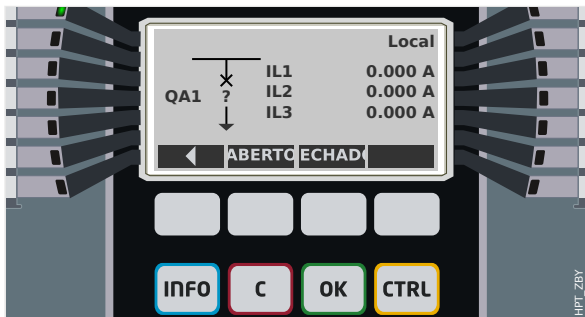 Local
IL1 0.000 A
QA1 ? IL2 0.000 A
IL3 0.000 A
ABERTO ECHADO
INFO C OK CTRL
HPT_ZBY